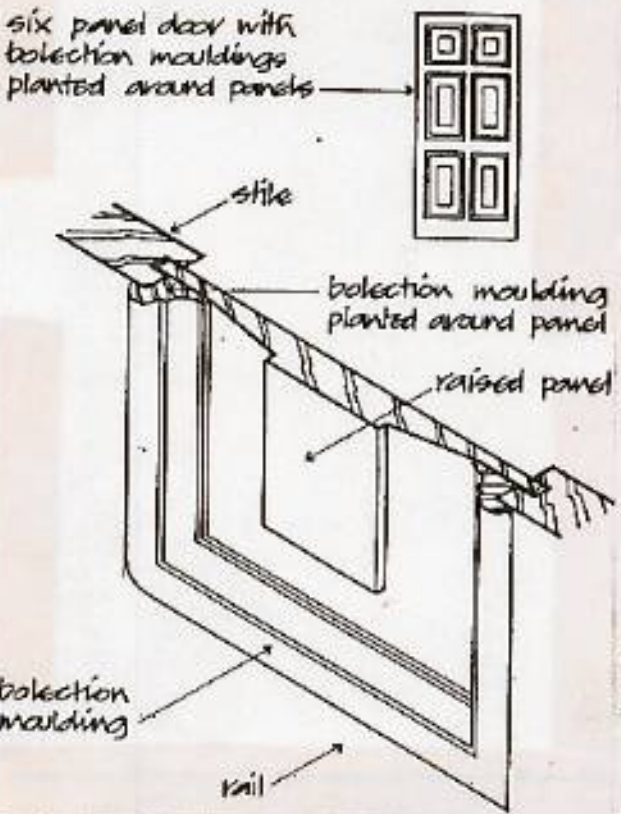 six panel door with
bolection mouldings
planted around panels
stile
bolection moulding
planted around panel
raised panel
bolection
moulding
rail